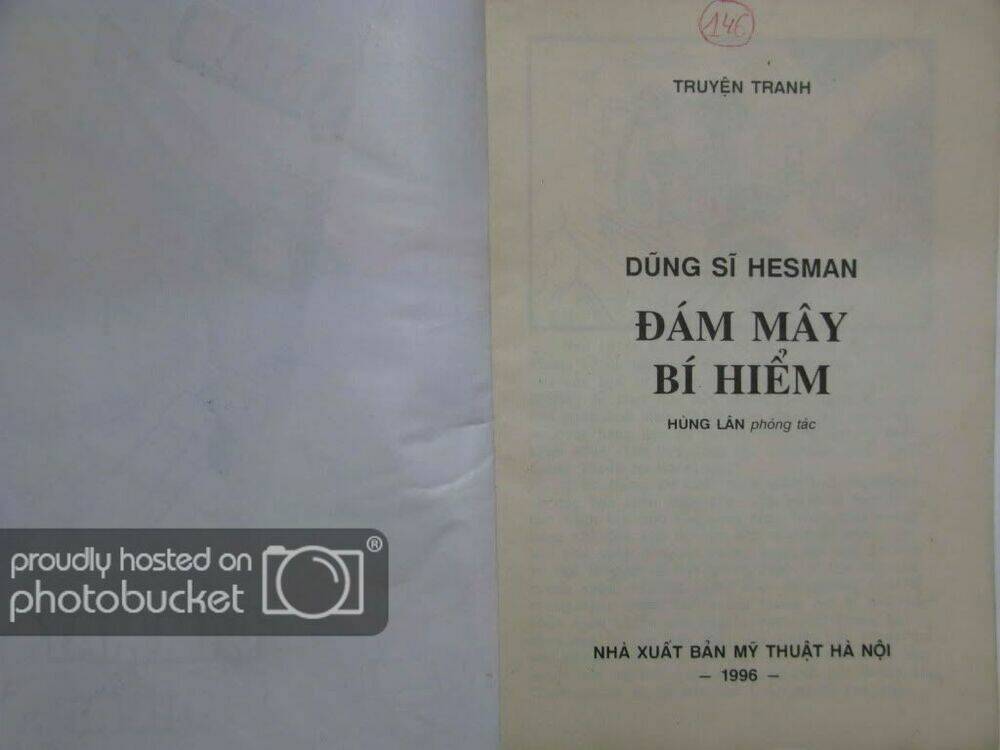 proudly hosted on
photobucket®
146
TRUYỆN TRANH
DŨNG SĨ HESMAN
ĐÁM MÂY
BÍ HIỂM
HÙNG LÂN phóng tác
NHÀ XUẤT BẢN MỸ THUẬT HÀ NỘI
– 1996 –